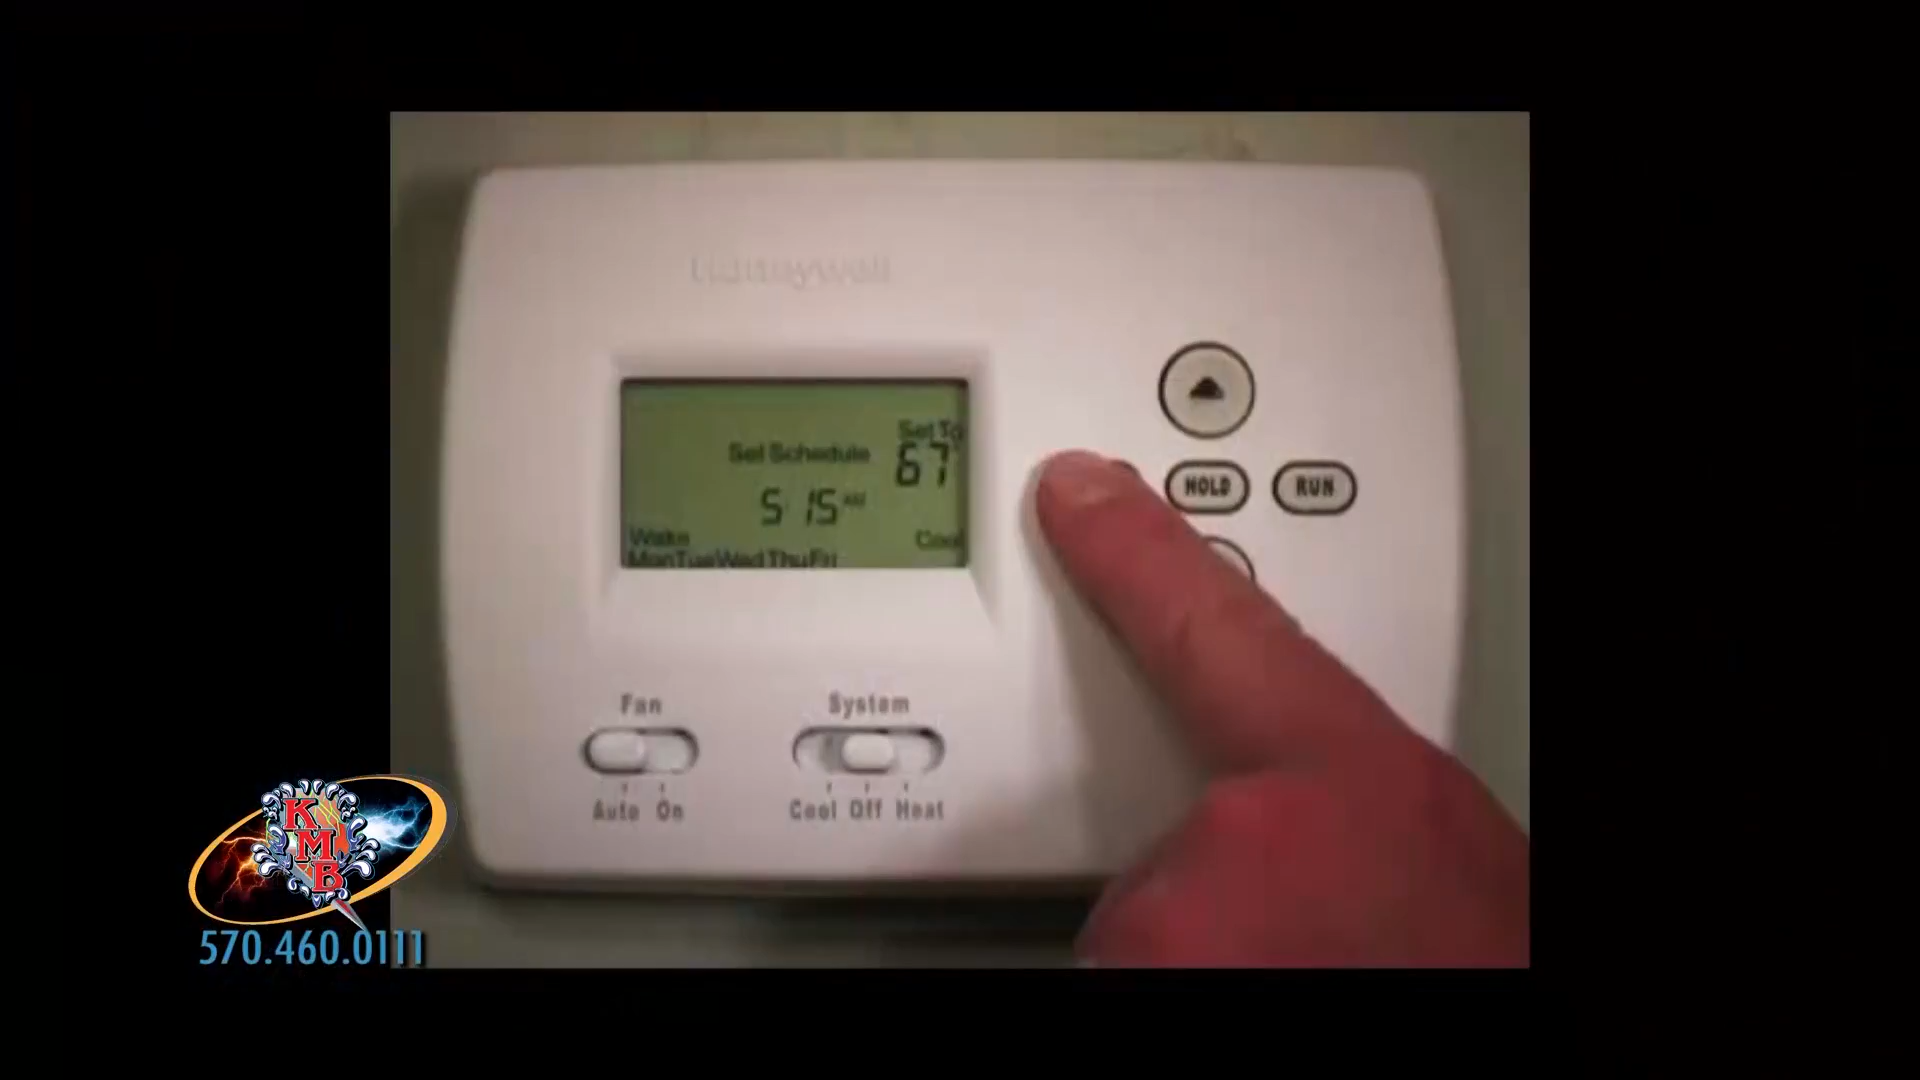 Honeywell
Set To
Set Schedule 67°
5:15 AM
Wake Cool
MonTueWedThuFri
HOLD RUN
Fan System
Auto On Cool Off Heat
K
M
B
570.460.0111